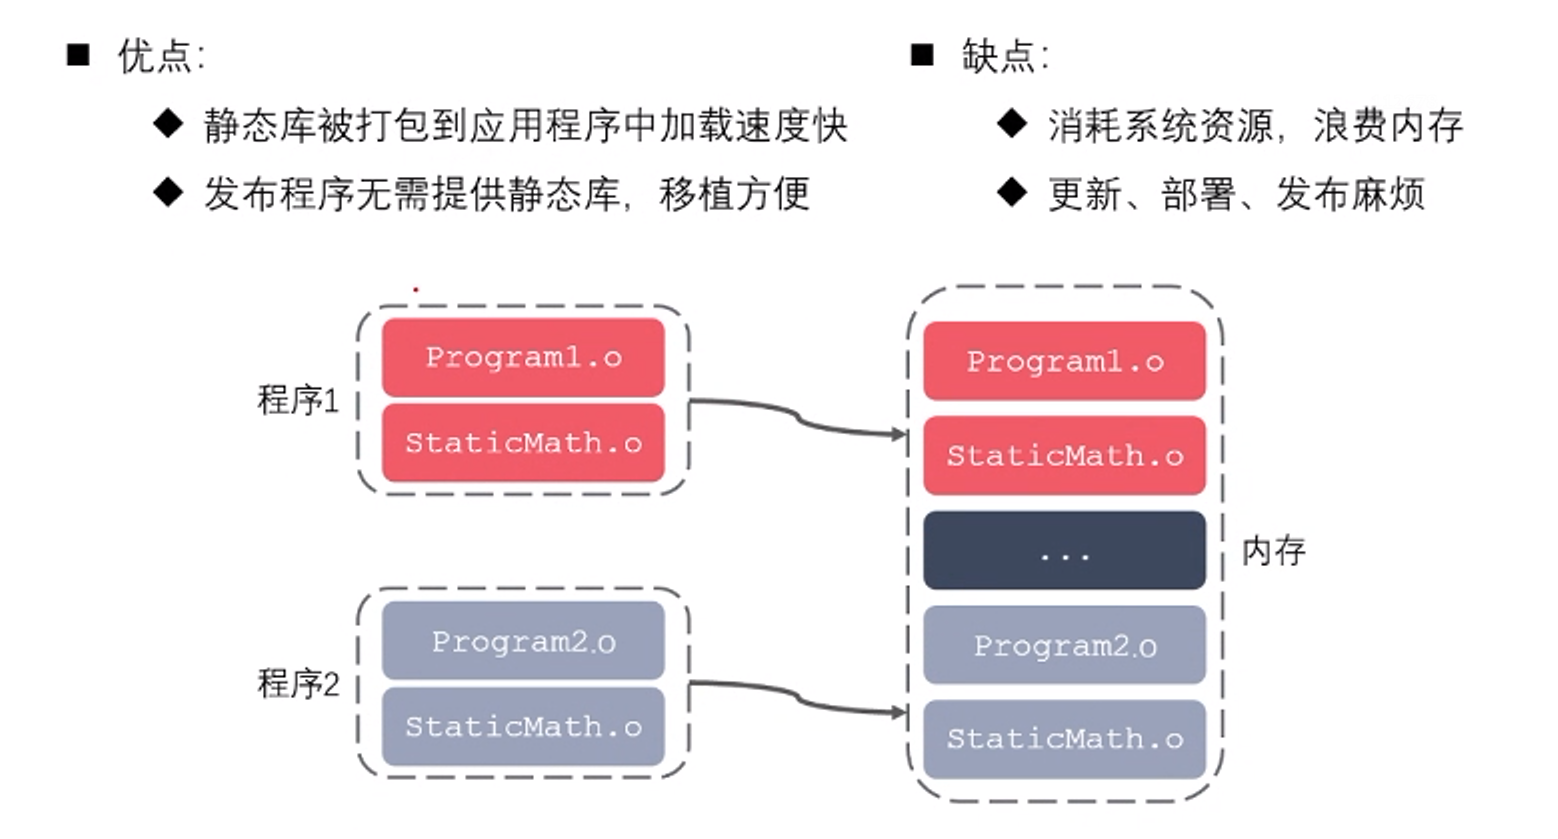 ■ 优点：
◆ 静态库被打包到应用程序中加载速度快
◆ 发布程序无需提供静态库，移植方便
■ 缺点：
◆ 消耗系统资源，浪费内存
◆ 更新、部署、发布麻烦
程序1
Program1.o
StaticMath.o
程序2
Program2.o
StaticMath.o
Program1.o
StaticMath.o
...
Program2.o
StaticMath.o
内存